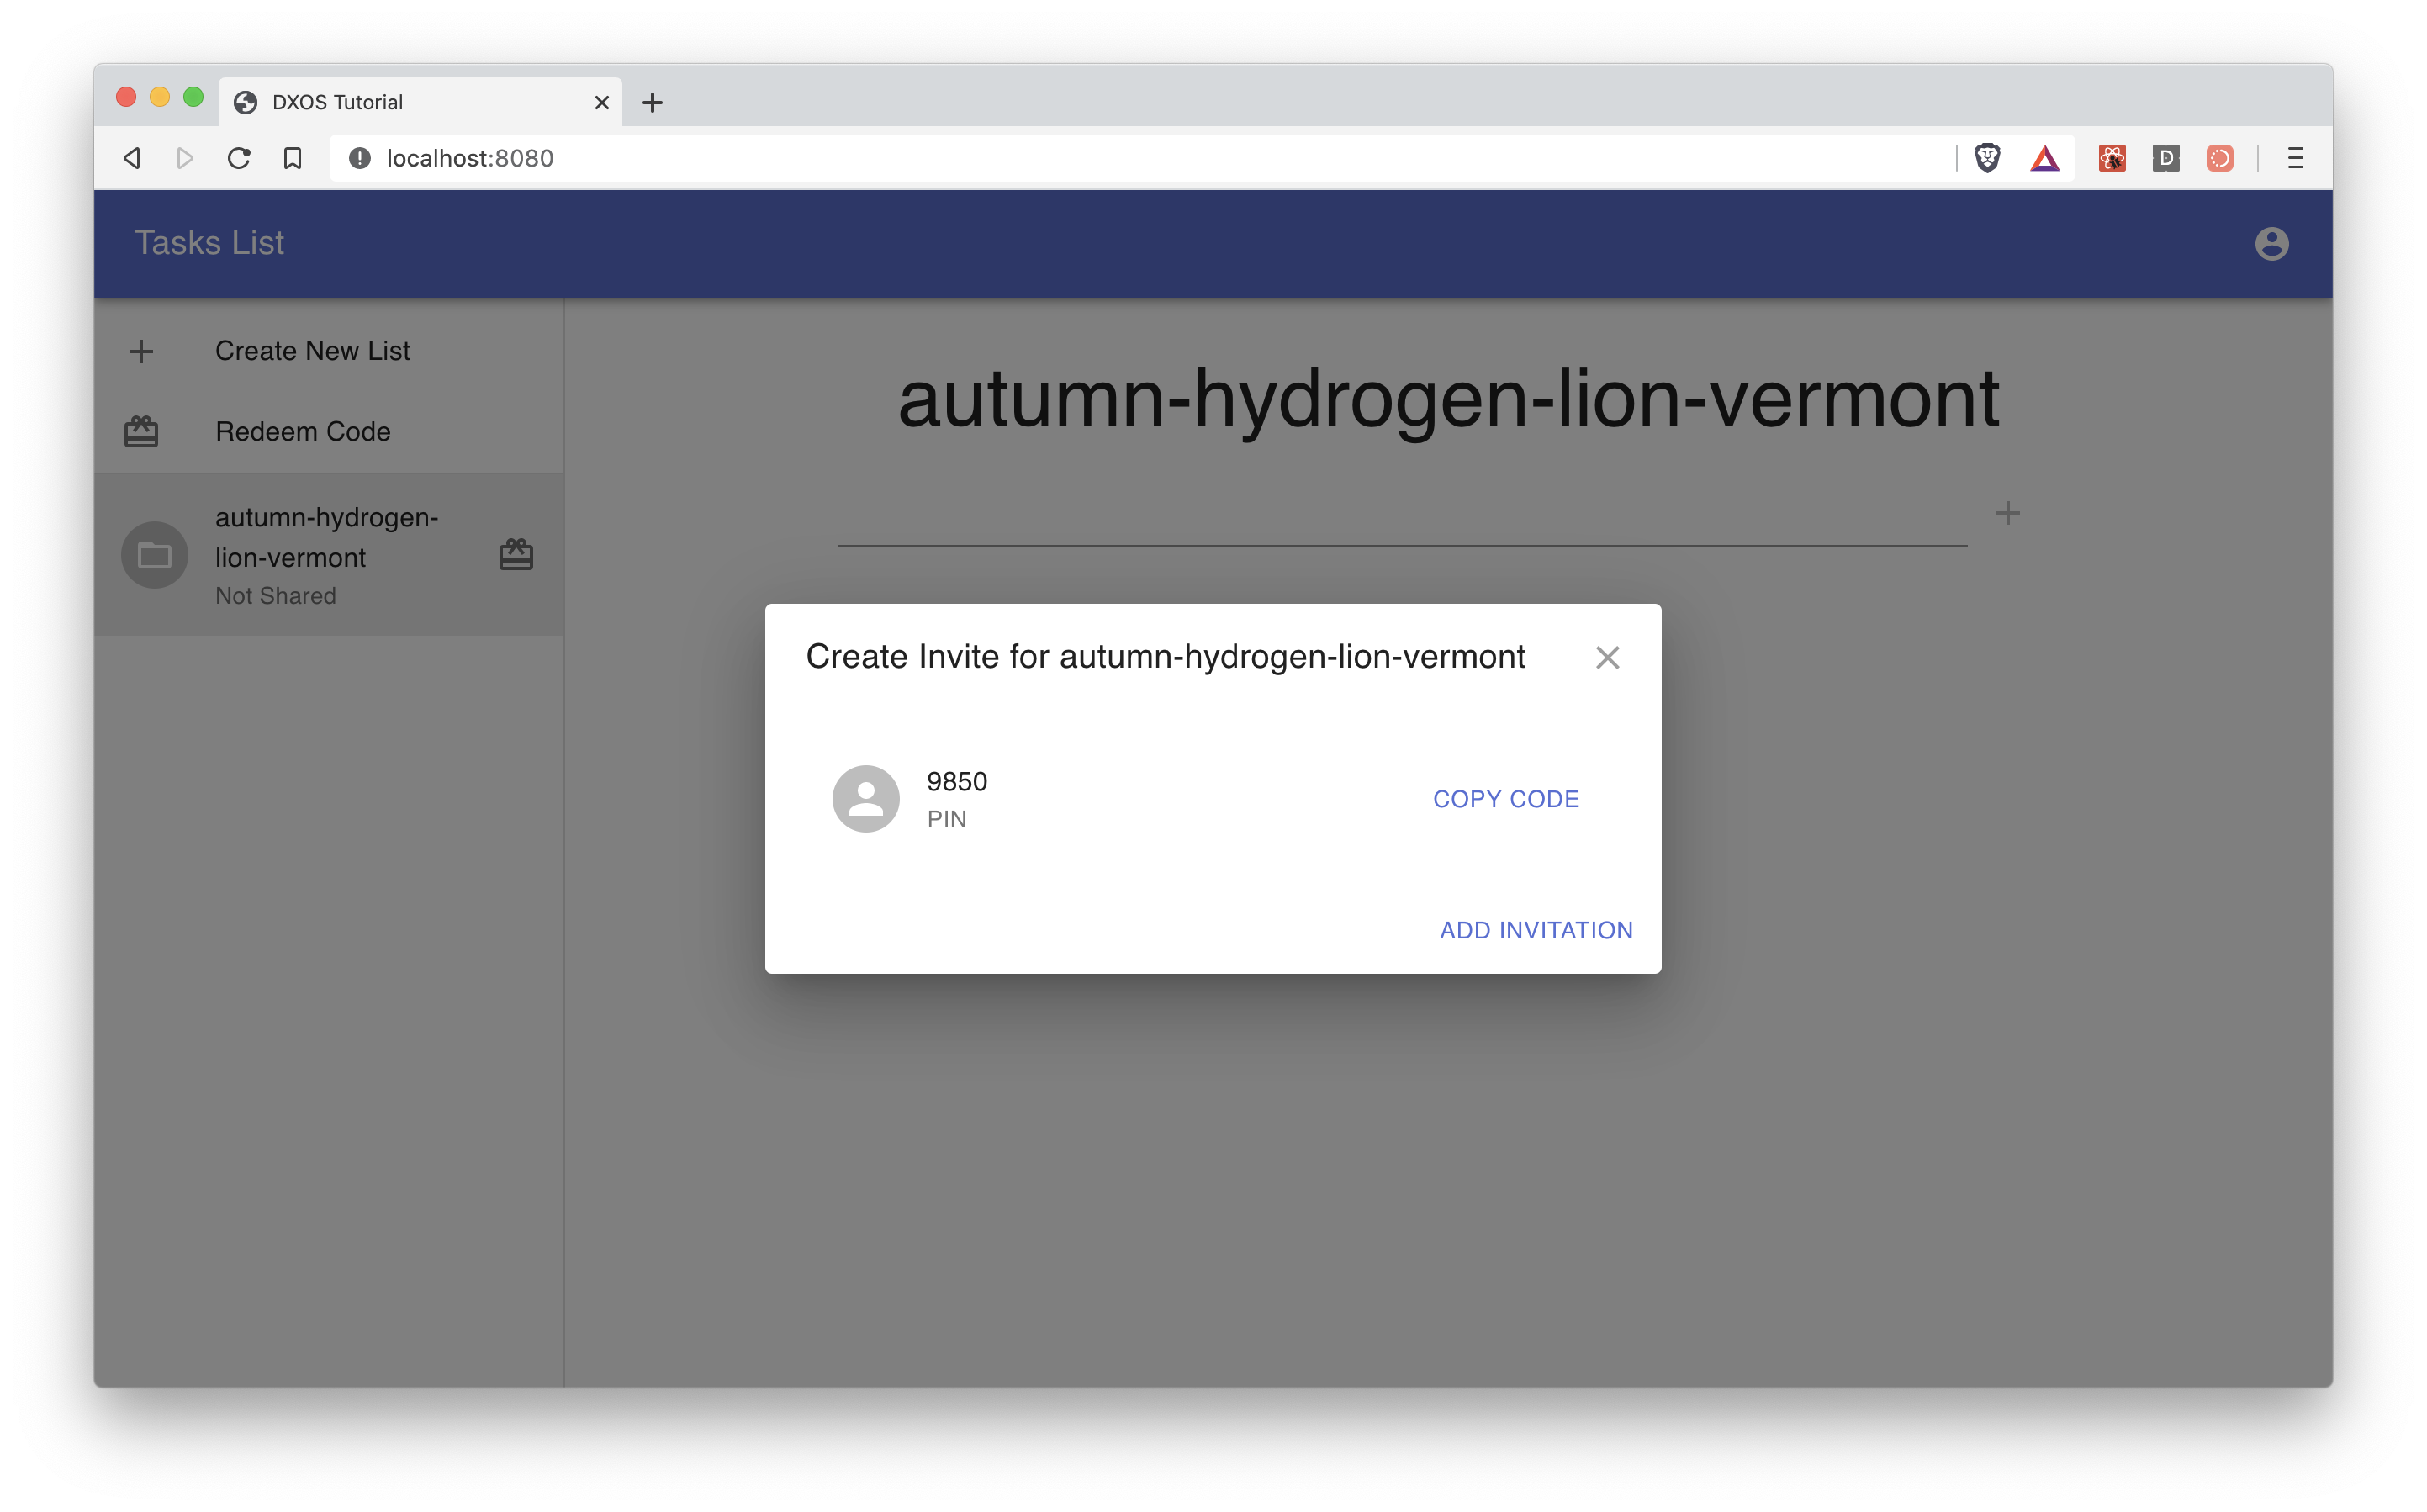 DXOS Tutorial
localhost:8080
D
Tasks List
Create New List
Redeem Code
autumn-hydrogen-
lion-vermont
Not Shared
autumn-hydrogen-lion-vermont
Create Invite for autumn-hydrogen-lion-vermont
9850
PIN
COPY CODE
ADD INVITATION